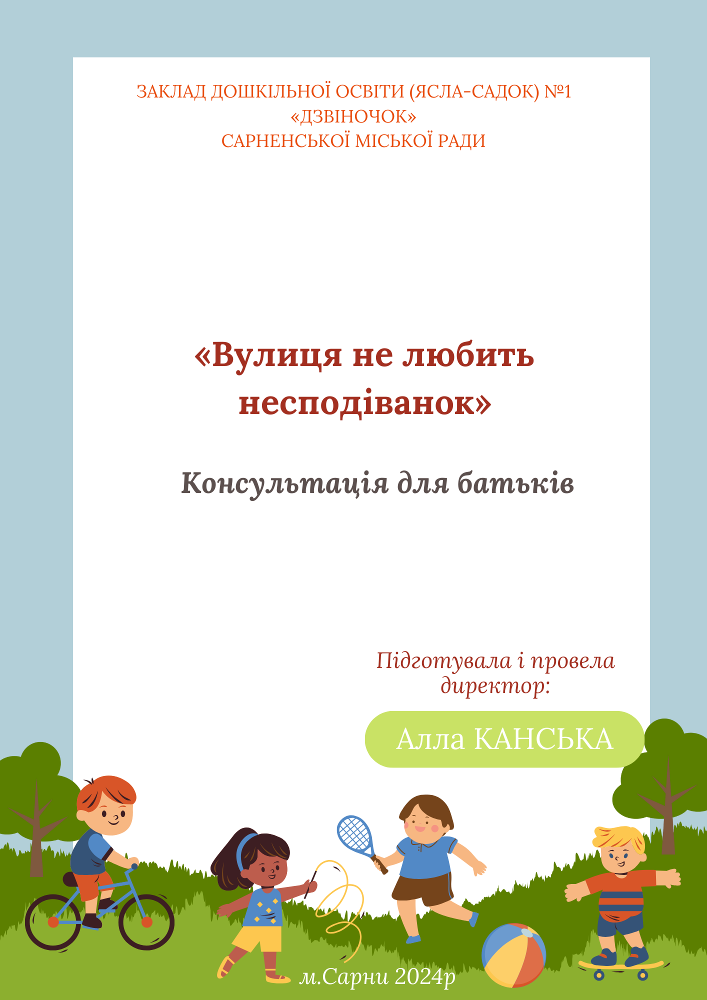 ЗАКЛАД ДОШКІЛЬНОЇ ОСВІТИ (ЯСЛА-САДОК) №1
«ДЗВІНОЧОК»
САРНЕНСЬКОЇ МІСЬКОЇ РАДИ
«Вулиця не любить
несподіванок»
Консультація для батьків
Підготувала і провела
директор:
Алла КАНСЬКА
м.Сарни 2024р